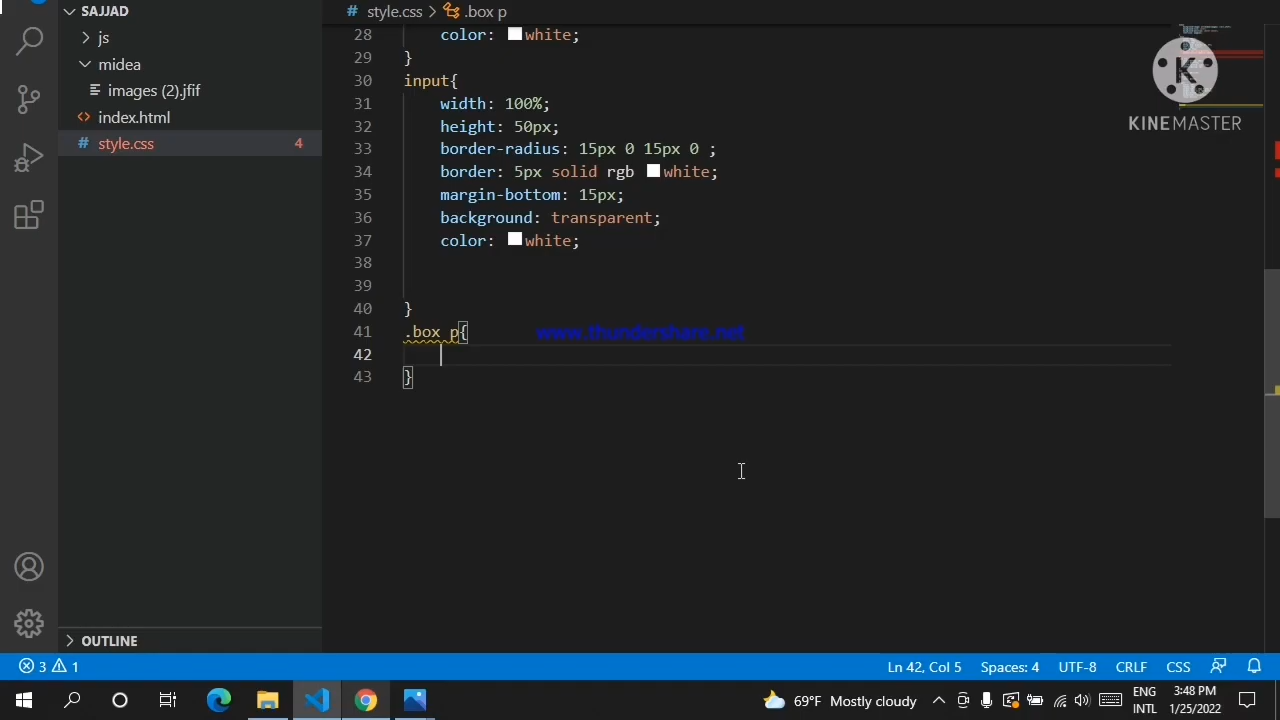 SAJJAD
js
midea
images (2).jfif
index.html
style.css 4
OUTLINE
# style.css > .box p
28 color: white;
29 }
30 input{
31 width: 100%;
32 height: 50px;
33 border-radius: 15px 0 15px 0 ;
34 border: 5px solid rgb white;
35 margin-bottom: 15px;
36 background: transparent;
37 color: white;
38
39
40 }
41 .box p{
42
43 }
www.thundershare.net
K
KINEMASTER
3 1
Ln 42, Col 5 Spaces: 4 UTF-8 CRLF CSS
69°F Mostly cloudy
ENG
INTL
3:48 PM
1/25/2022